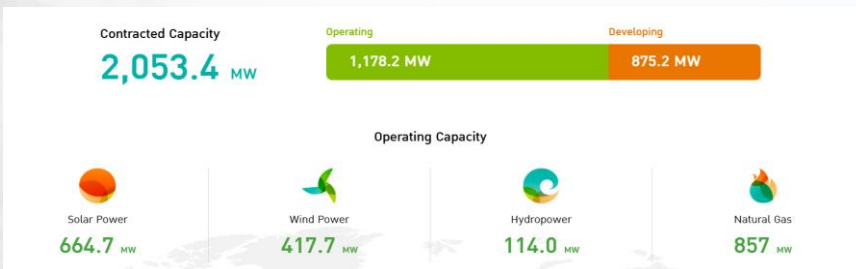 Contracted Capacity
2,053.4 MW
Operating
Developing
1,178.2 MW
875.2 MW
Operating Capacity
Solar Power
Wind Power
Hydropower
Natural Gas
664.7 MW
417.7 MW
114.0 MW
857 MW